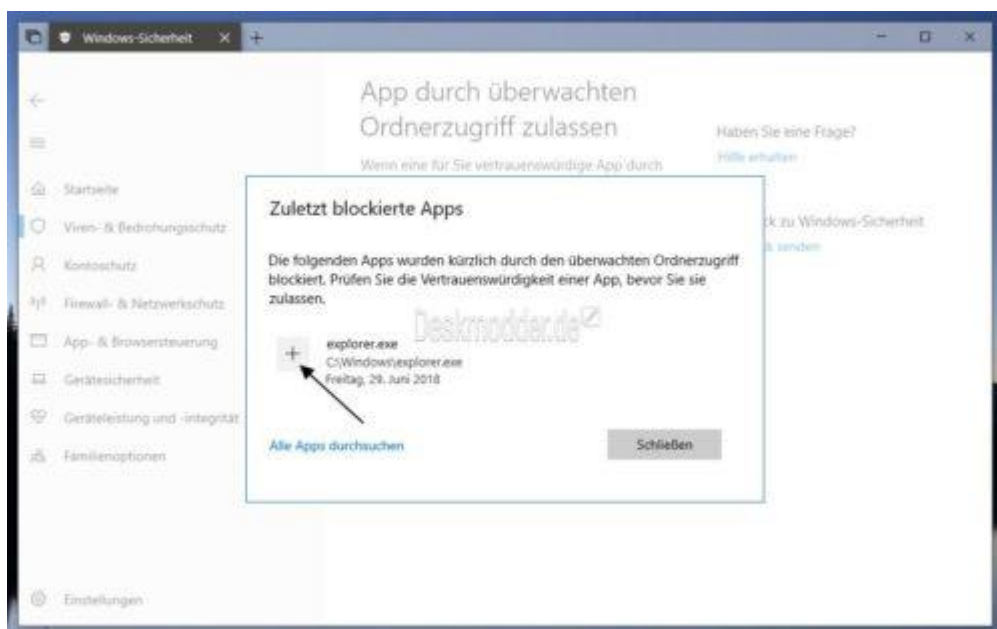 Windows-Sicherheit
App durch überwachten
Ordnerzugriff zulassen
Wenn eine für Sie vertrauenswürdige App durch
Haben Sie eine Frage?
Hilfe erhalten
Startseite
Viren- & Bedrohungsschutz
Kontoschutz
Firewall- & Netzwerkschutz
App- & Browsersteuerung
Gerätesicherheit
Geräteleistung und -integrität
Familienoptionen
Einstellungen
zu Windows-Sicherheit
senden
Zuletzt blockierte Apps
Die folgenden Apps wurden kürzlich durch den überwachten Ordnerzugriff
blockiert. Prüfen Sie die Vertrauenswürdigkeit einer App, bevor Sie sie
zulassen.
Deskmodder.de
explorer.exe
C:\Windows\explorer.exe
Freitag, 29. Juni 2018
Alle Apps durchsuchen
Schließen